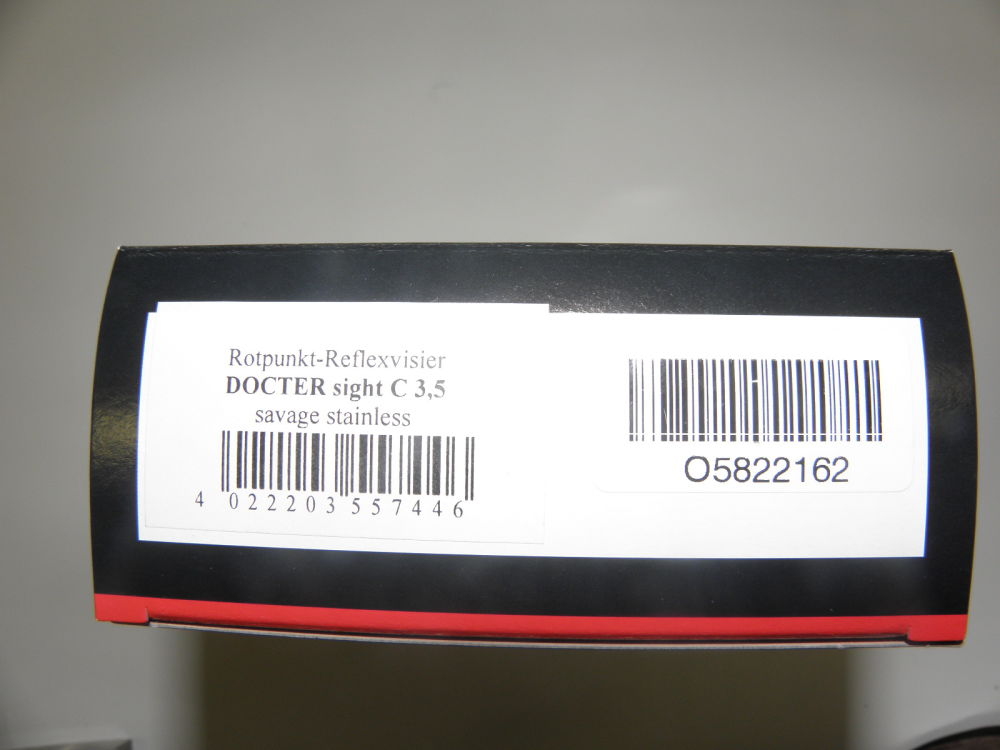 Rotpunkt-Reflexvisier
DOCTER sight C 3,5
savage stainless
4 022203 557446
O5822162